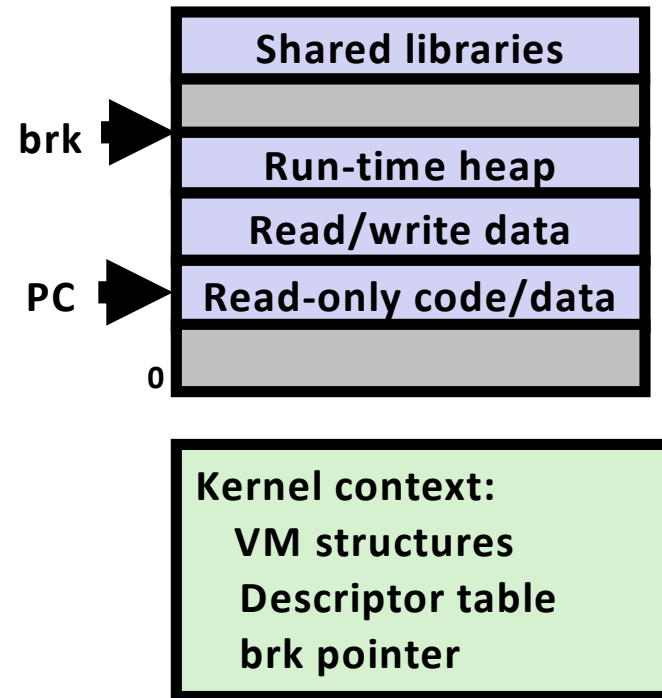 Shared libraries
brk
Run-time heap
Read/write data
PC
Read-only code/data
0
Kernel context:
VM structures
Descriptor table
brk pointer